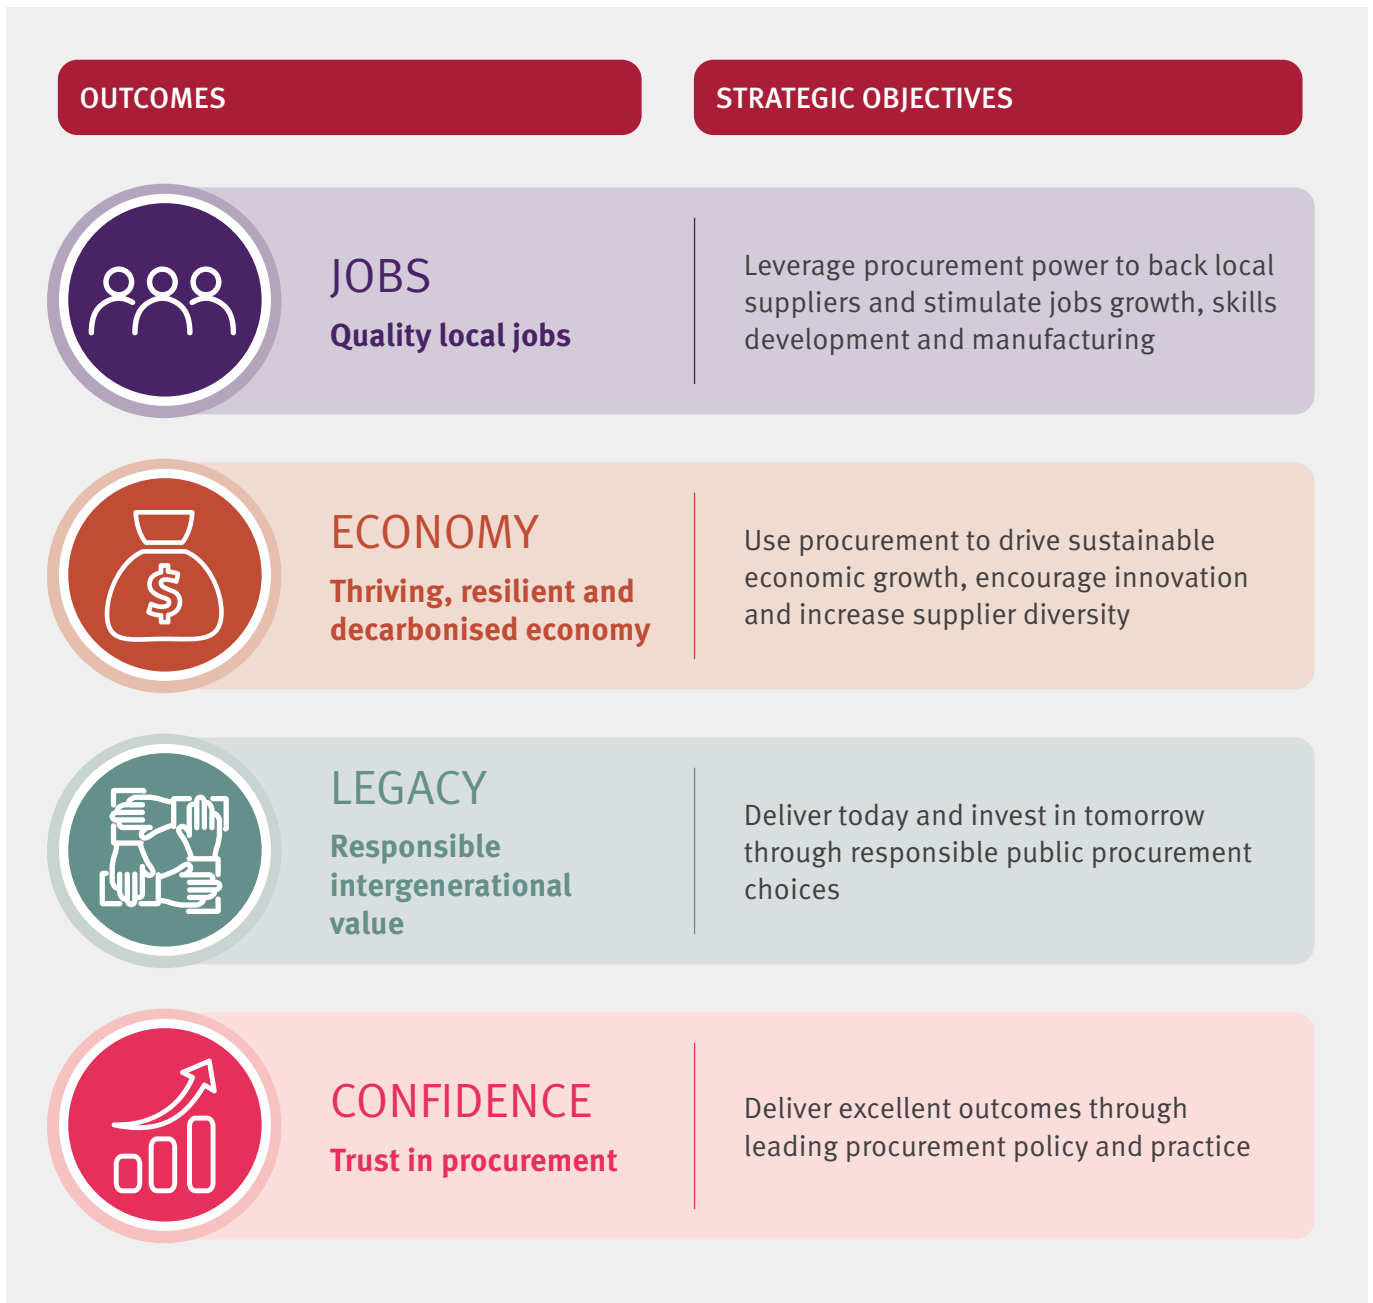 OUTCOMES
STRATEGIC OBJECTIVES
JOBS
Quality local jobs
Leverage procurement power to back local
suppliers and stimulate jobs growth, skills
development and manufacturing
$
ECONOMY
Thriving, resilient and
decarbonised economy
Use procurement to drive sustainable
economic growth, encourage innovation
and increase supplier diversity
LEGACY
Responsible
intergenerational
value
Deliver today and invest in tomorrow
through responsible public procurement
choices
CONFIDENCE
Trust in procurement
Deliver excellent outcomes through
leading procurement policy and practice